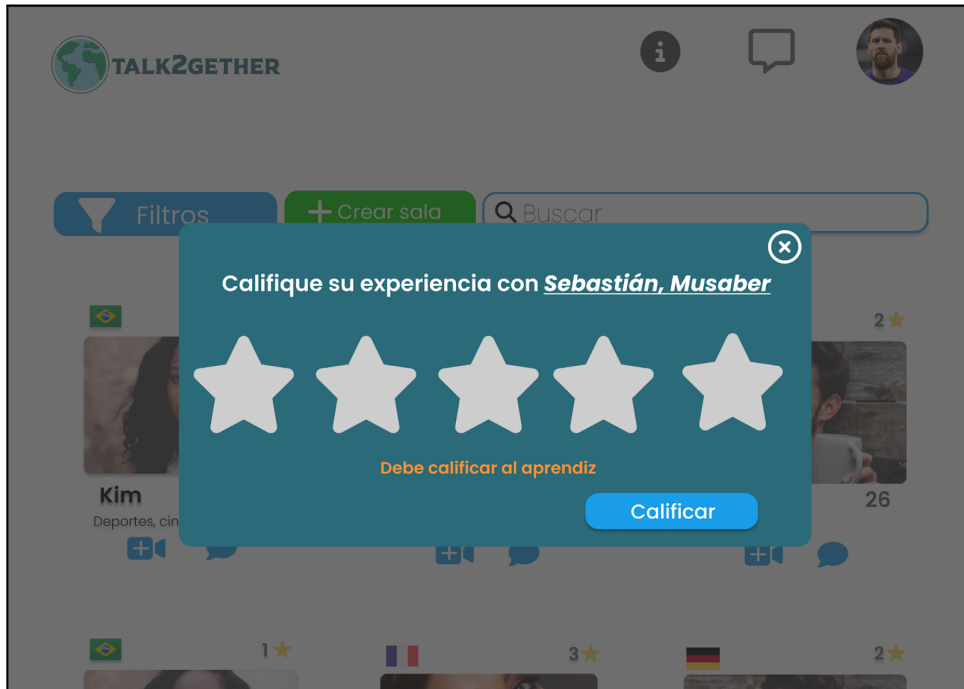 TALK2GETHER
Filtros
Crear sala
Buscar
Califique su experiencia con Sebastián, Musaber
2
Debe calificar al aprendiz
Kim
26
Calificar
Deportes, cin
1
3
2